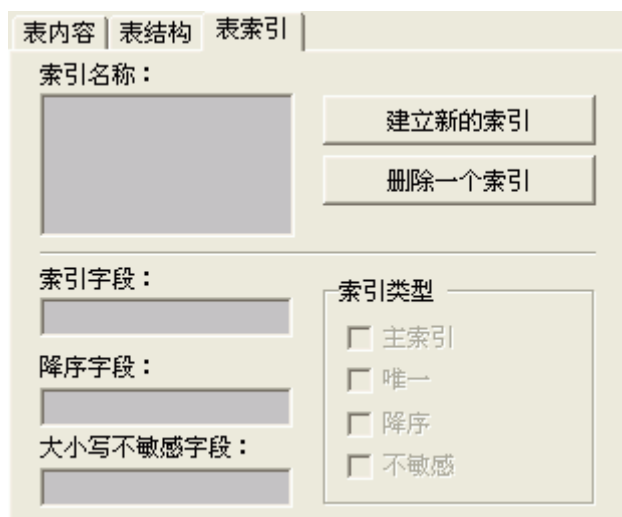 表内容 表结构 表索引
索引名称：
建立新的索引
删除一个索引
索引字段：
降序字段：
大小写不敏感字段：
索引类型
主索引
唯一
降序
不敏感